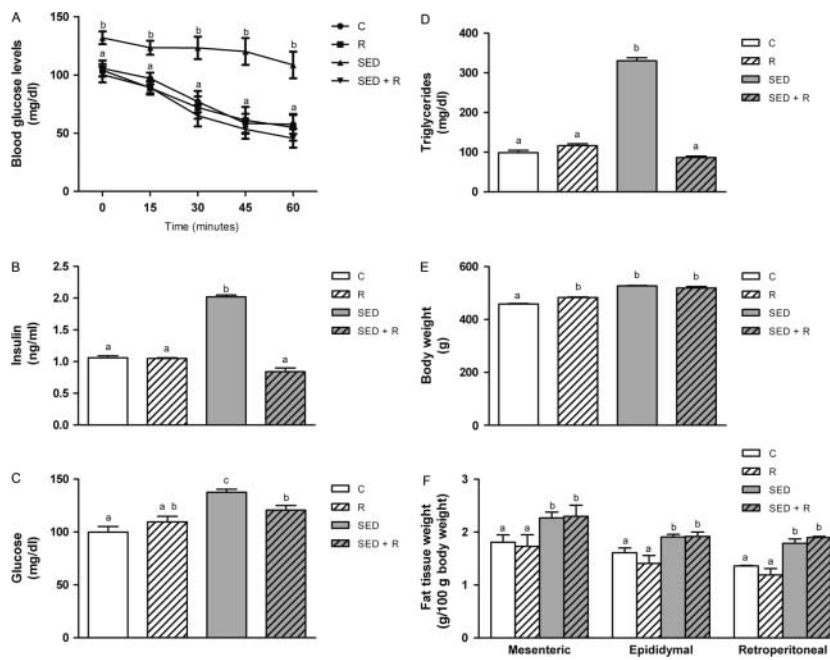 A
Blood glucose levels
(mg/dl)
150
100
50
0
b b b b b
a a a a a
0 15 30 45 60
Time (minutes)
C
R
SED
SED + R
B
Insulin
(ng/ml)
2.5
2.0
1.5
1.0
0.5
0.0
a a b a
C
R
SED
SED + R
C
Glucose
(mg/dl)
150
100
50
0
a a b c b
C
R
SED
SED + R
D
Triglycerides
(mg/dl)
400
300
200
100
0
a a b a
C
R
SED
SED + R
E
Body weight
(g)
600
400
200
0
a b b b
C
R
SED
SED + R
F
Fat tissue weight
(g/100 g body weight)
3
2
1
0
a a b b a a b b a a b b
Mesenteric Epididymal Retroperitoneal
C
R
SED
SED + R